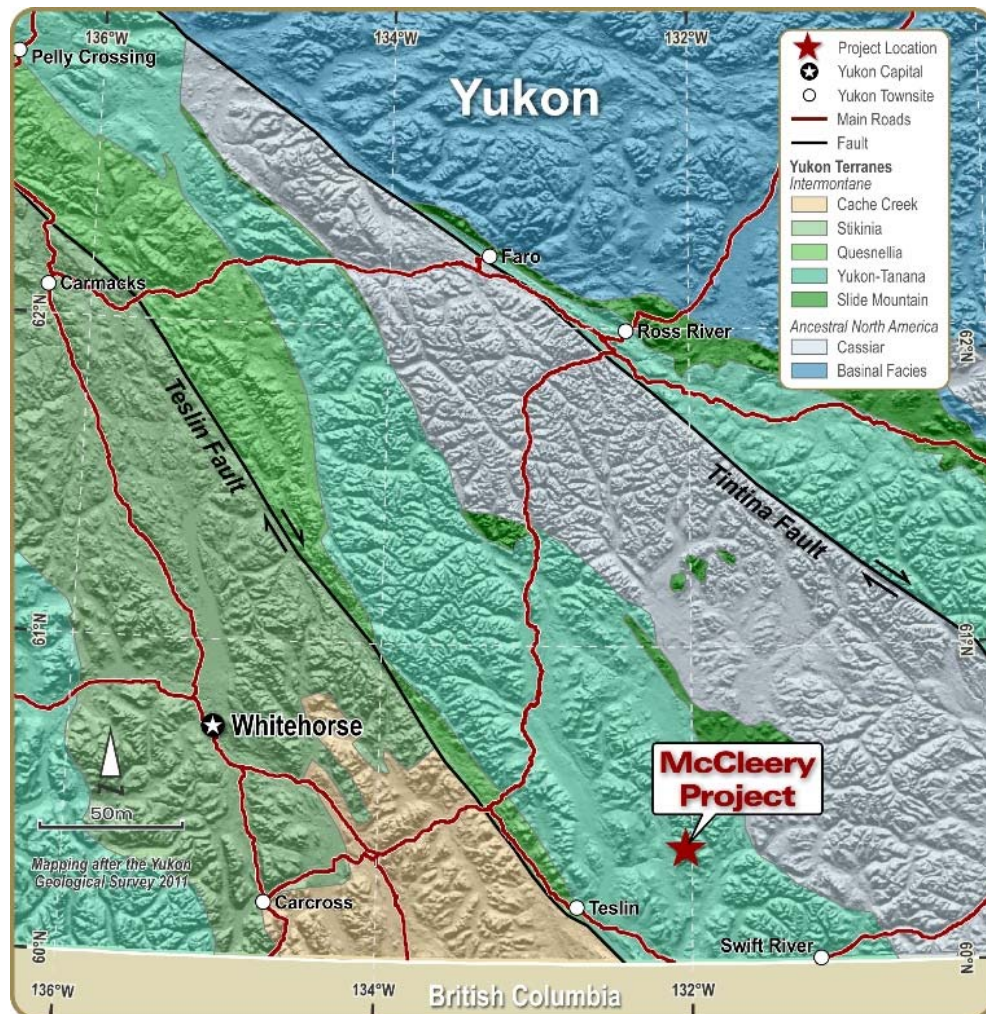 136°W
134°W
132°W
Pelly Crossing
Yukon
Project Location
Yukon Capital
Yukon Townsite
Main Roads
Fault
Yukon Terranes
Intermontane
Cache Creek
Stikinia
Quesnellia
Yukon-Tanana
Slide Mountain
Ancestral North America
Cassiar
Basinal Facies
Faro
Carmacks
62°N
Ross River
62°N
Teslin Fault
Tintina Fault
61°N
61°N
Whitehorse
McCleery
Project
N
50m
Mapping after the Yukon
Geological Survey 2011
Carcross
Teslin
Swift River
60°N
60°N
136°W
134°W
132°W
British Columbia